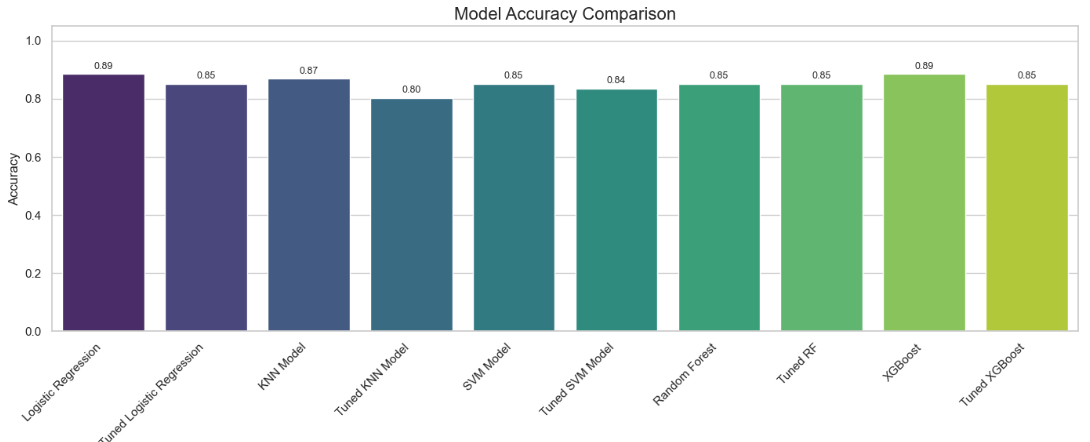 Model Accuracy Comparison
Accuracy
1.0
0.8
0.6
0.4
0.2
0.0
0.89
0.85
0.87
0.80
0.85
0.84
0.85
0.85
0.89
0.85
Logistic Regression
Tuned Logistic Regression
KNN Model
Tuned KNN Model
SVM Model
Tuned SVM Model
Random Forest
Tuned RF
XGBoost
Tuned XGBoost